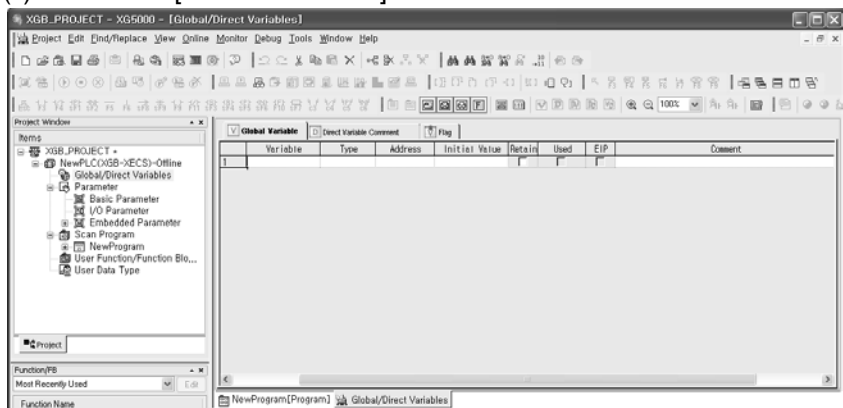 XGB_PROJECT - XG5000 - [Global/Direct Variables]
Project Edit Find/Replace View Online Monitor Debug Tools Window Help
100%
Project Window
Items
XGB_PROJECT *
NewPLC(XGB-XECS)-Offline
Global/Direct Variables
Parameter
Basic Parameter
I/O Parameter
Embedded Parameter
Scan Program
NewProgram
User Function/Function Blo...
User Data Type
Project
Function/FB
Most Recently Used
Edit
Function Name
V Global Variable D Direct Variable Comment F Flag
Variable Type Address Initial Value Retain Used EIP Comment
1
NewProgram[Program] Global/Direct Variables